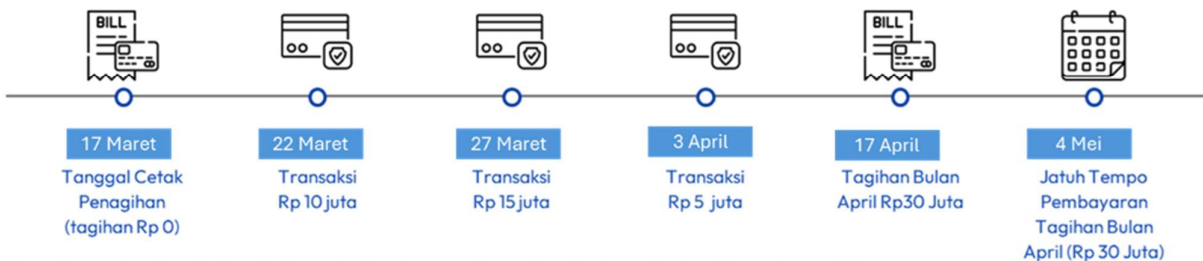 BILL
BILL
17 Maret
Tanggal Cetak
Penagihan
(tagihan Rp 0)
22 Maret
Transaksi
Rp 10 juta
27 Maret
Transaksi
Rp 15 juta
3 April
Transaksi
Rp 5 juta
17 April
Tagihan Bulan
April Rp30 Juta
4 Mei
Jatuh Tempo
Pembayaran
Tagihan Bulan
April (Rp 30 Juta)